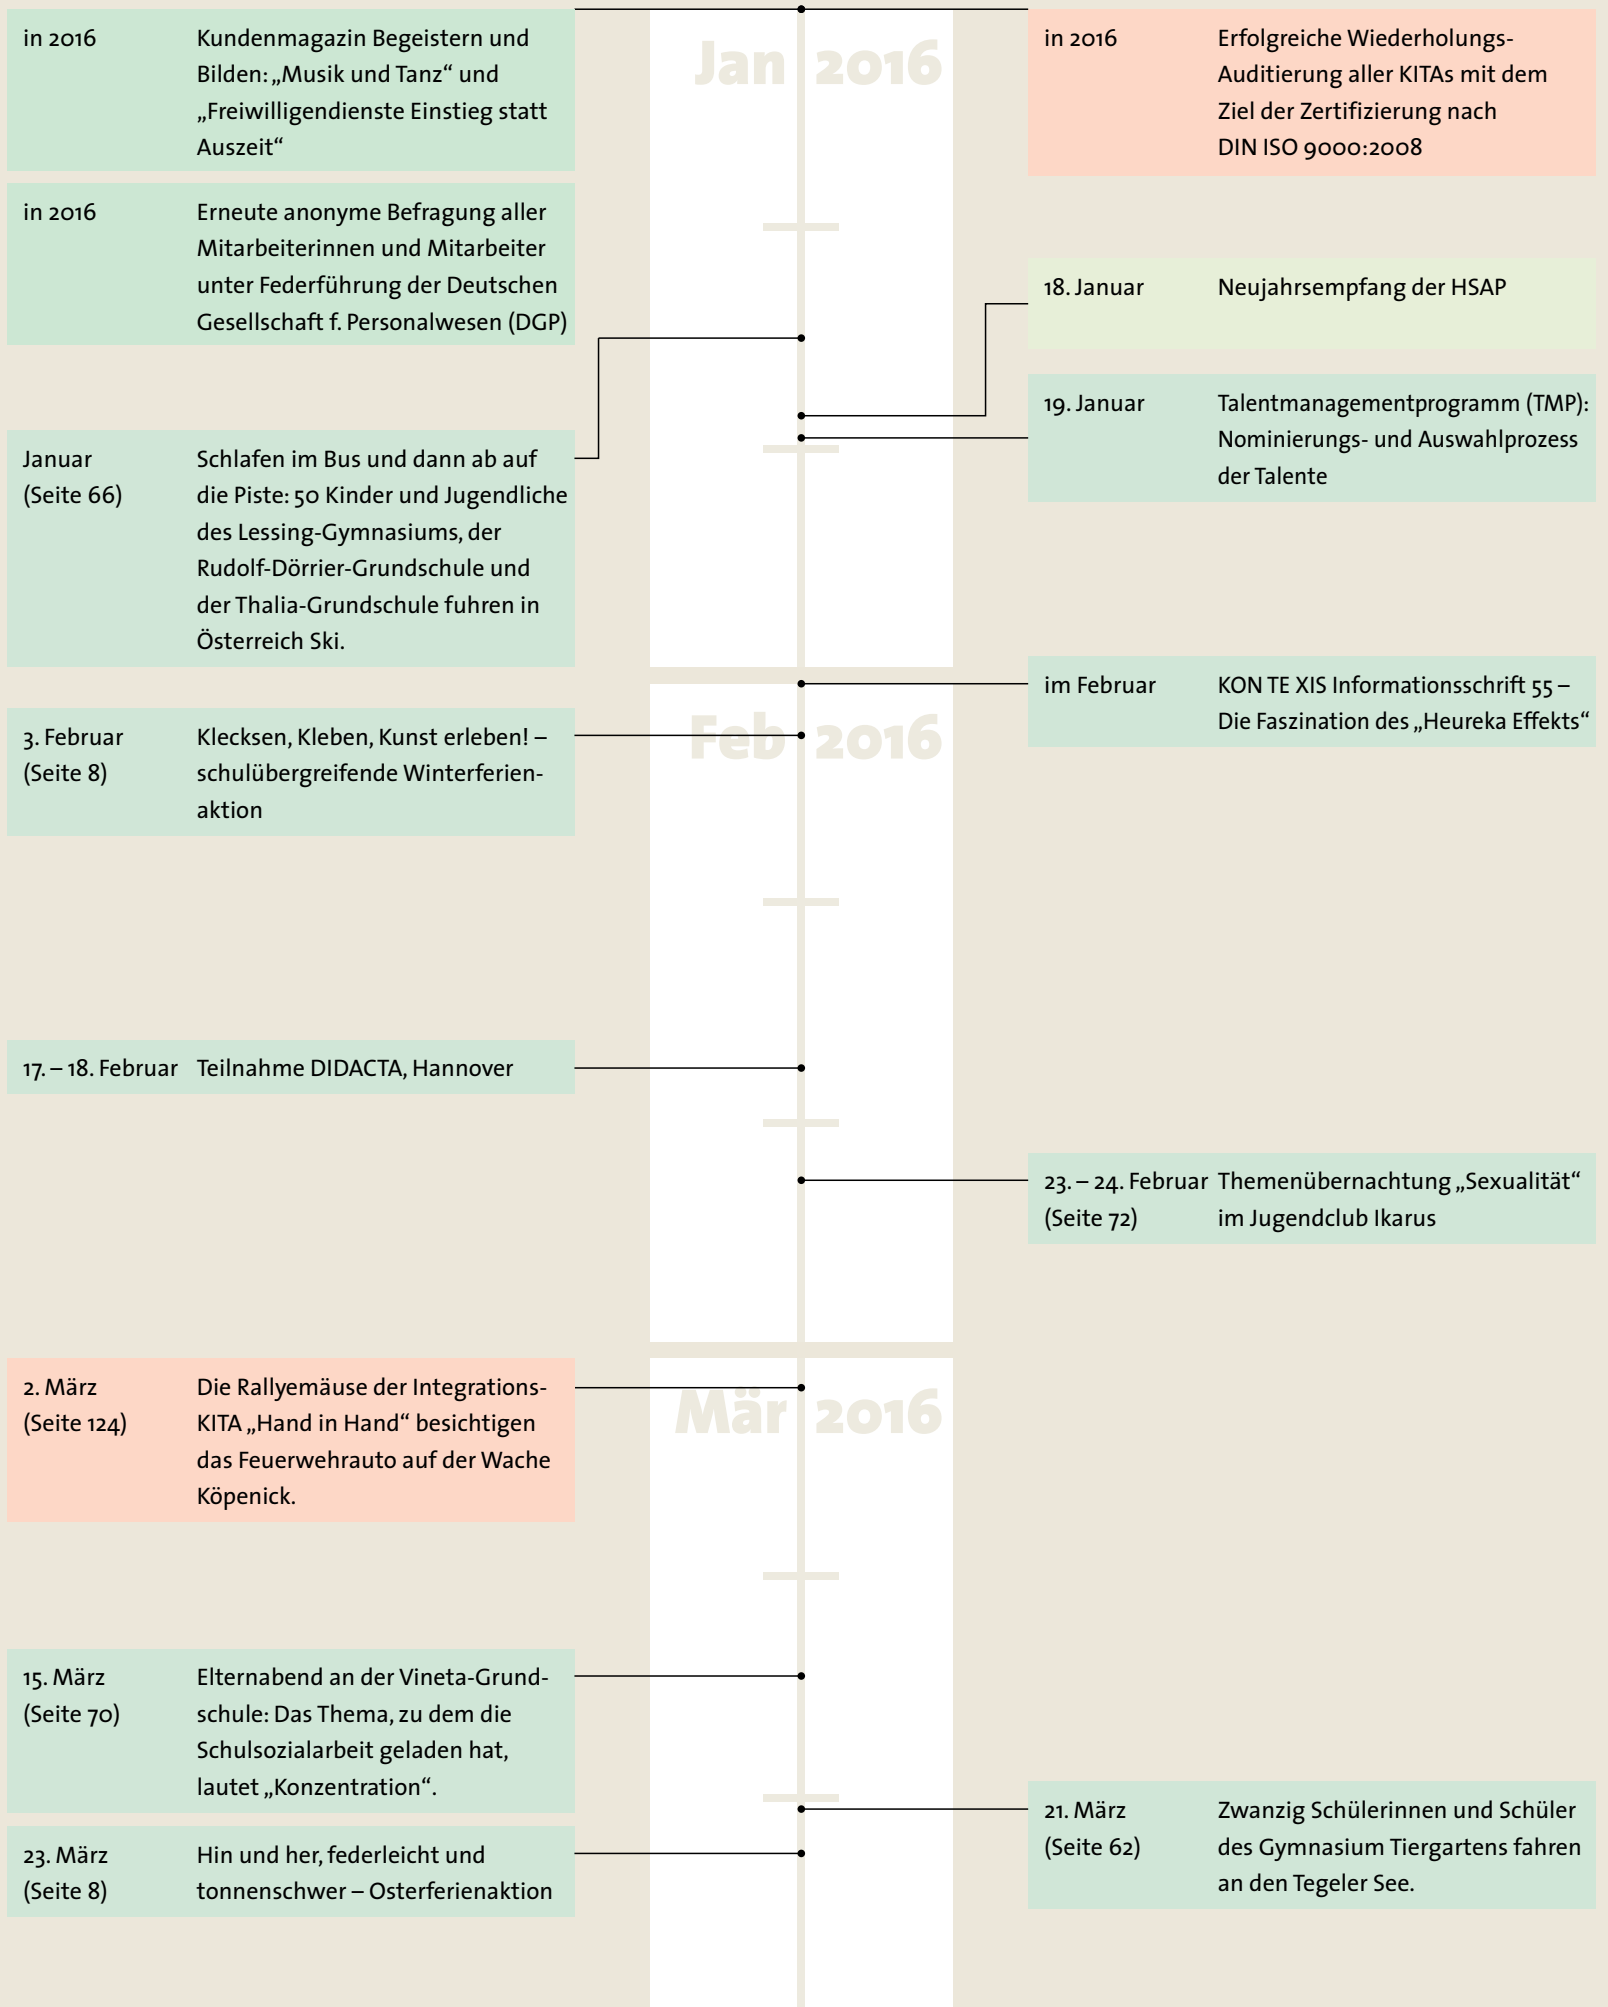 in 2016 Kundenmagazin Begeistern und
Bilden: „Musik und Tanz“ und
„Freiwilligendienste Einstieg statt
Auszeit“
in 2016 Erneute anonyme Befragung aller
Mitarbeiterinnen und Mitarbeiter
unter Federführung der Deutschen
Gesellschaft f. Personalwesen (DGP)
Januar Schlafen im Bus und dann ab auf
(Seite 66) die Piste: 50 Kinder und Jugendliche
des Lessing-Gymnasiums, der
Rudolf-Dörrier-Grundschule und
der Thalia-Grundschule fuhren in
Österreich Ski.
Jan 2016
in 2016 Erfolgreiche Wiederholungs-
Auditierung aller KITAs mit dem
Ziel der Zertifizierung nach
DIN ISO 9000:2008
18. Januar Neujahrsempfang der HSAP
19. Januar Talentmanagementprogramm (TMP):
Nominierungs- und Auswahlprozess
der Talente
3. Februar Klecksen, Kleben, Kunst erleben! –
(Seite 8) schulübergreifende Winterferien-
aktion
17. – 18. Februar Teilnahme DIDACTA, Hannover
Feb 2016
im Februar KON TE XIS Informationsschrift 55 –
Die Faszination des „Heureka Effekts“
23. – 24. Februar Themenübernachtung „Sexualität“
(Seite 72) im Jugendclub Ikarus
2. März Die Rallyemäuse der Integrations-
(Seite 124) KITA „Hand in Hand“ besichtigen
das Feuerwehrauto auf der Wache
Köpenick.
15. März Elternabend an der Vineta-Grund-
(Seite 70) schule: Das Thema, zu dem die
Schulsozialarbeit geladen hat,
lautet „Konzentration“.
23. März Hin und her, federleicht und
(Seite 8) tonnenschwer – Osterferienaktion
Mär 2016
21. März Zwanzig Schülerinnen und Schüler
(Seite 62) des Gymnasium Tiergartens fahren
an den Tegeler See.